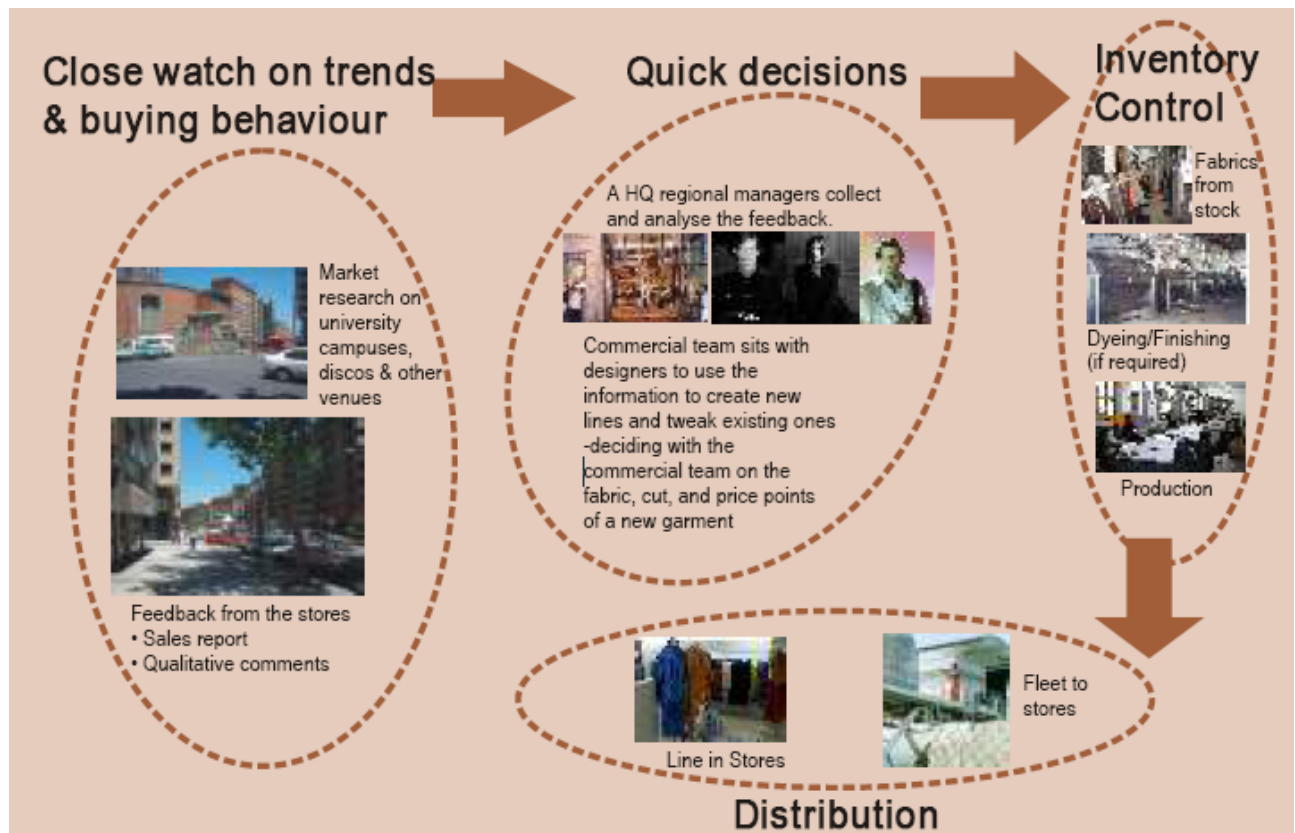 Close watch on trends
& buying behaviour
Market
research on
university
campuses,
discos & other
venues
Feedback from the stores
• Sales report
• Qualitative comments
Quick decisions
A HQ regional managers collect
and analyse the feedback.
Commercial team sits with
designers to use the
information to create new
lines and tweak existing ones
-deciding with the
commercial team on the
fabric, cut, and price points
of a new garment
Inventory
Control
Fabrics
from
stock
Dyeing/Finishing
(if required)
Production
Fleet to
stores
Line in Stores
Distribution